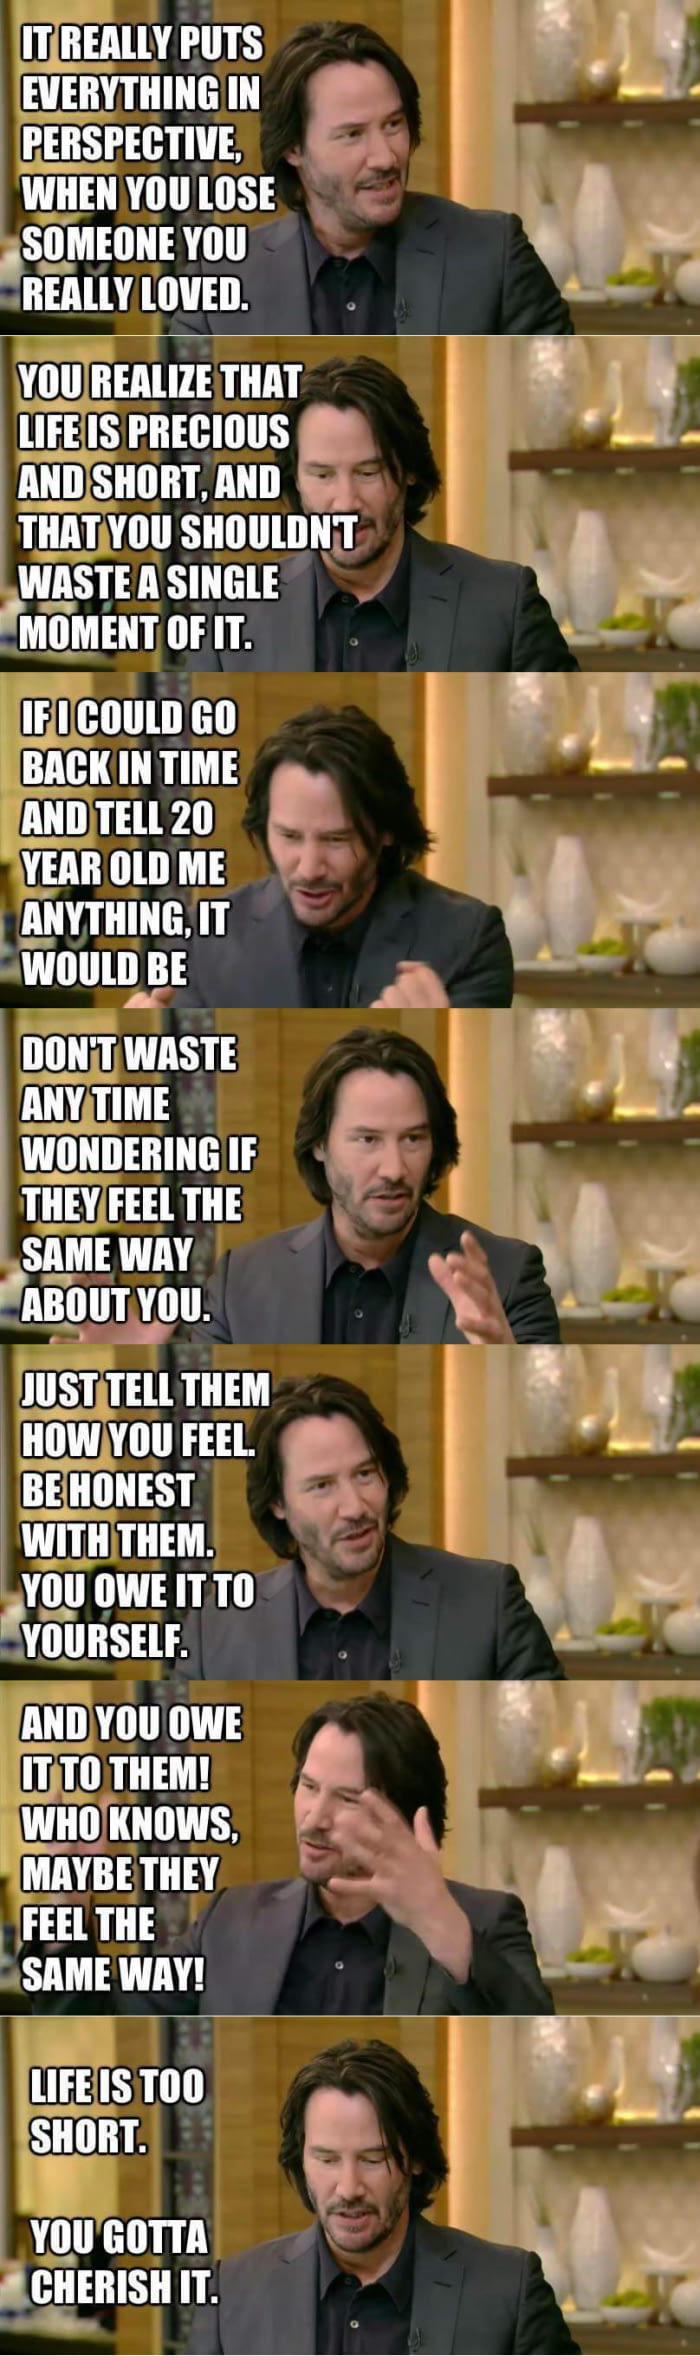 IT REALLY PUTS
EVERYTHING IN
PERSPECTIVE,
WHEN YOU LOSE
SOMEONE YOU
REALLY LOVED.
YOU REALIZE THAT
LIFE IS PRECIOUS
AND SHORT, AND
THAT YOU SHOULDN'T
WASTE A SINGLE
MOMENT OF IT.
IF I COULD GO
BACK IN TIME
AND TELL 20
YEAR OLD ME
ANYTHING, IT
WOULD BE
DON'T WASTE
ANY TIME
WONDERING IF
THEY FEEL THE
SAME WAY
ABOUT YOU.
JUST TELL THEM
HOW YOU FEEL.
BE HONEST
WITH THEM.
YOU OWE IT TO
YOURSELF.
AND YOU OWE
IT TO THEM!
WHO KNOWS,
MAYBE THEY
FEEL THE
SAME WAY!
LIFE IS TOO
SHORT.
YOU GOTTA
CHERISH IT.